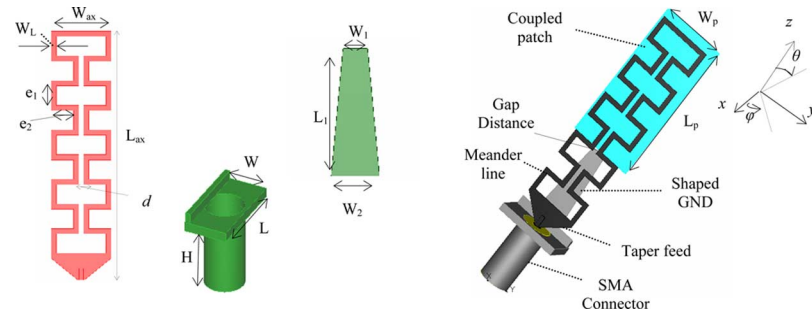 W_ax
W_L
e_1
e_2
L_ax
d
W
L
H
W_1
L_1
W_2
Coupled
patch
W_p
Gap
Distance
L_p
Meander
line
Shaped
GND
Taper feed
SMA
Connector
z
θ
x
φ
y